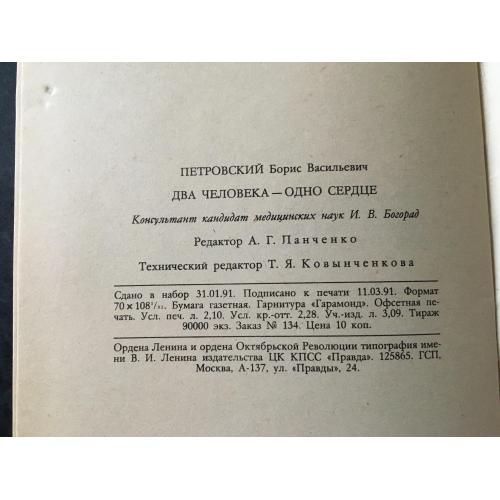 ПЕТРОВСКИЙ Борис Васильевич
ДВА ЧЕЛОВЕКА — ОДНО СЕРДЦЕ
Консультант кандидат медицинских наук И. В. Богорад
Редактор А. Г. Панченко
Технический редактор Т. Я. Ковынченкова
Сдано в набор 31.01.91. Подписано к печати 11.03.91. Формат
70 × 108¹/₃₂. Бумага газетная. Гарнитура «Гарамонд». Офсетная пе-
чать. Усл. печ. л. 2,10. Усл. кр.-отт. 2,28. Уч.-изд. л. 3,09. Тираж
90000 экз. Заказ № 134. Цена 10 коп.
Ордена Ленина и ордена Октябрьской Революции типография име-
ни В. И. Ленина издательства ЦК КПСС «Правда». 125865. ГСП,
Москва, А-137, ул. «Правды», 24.